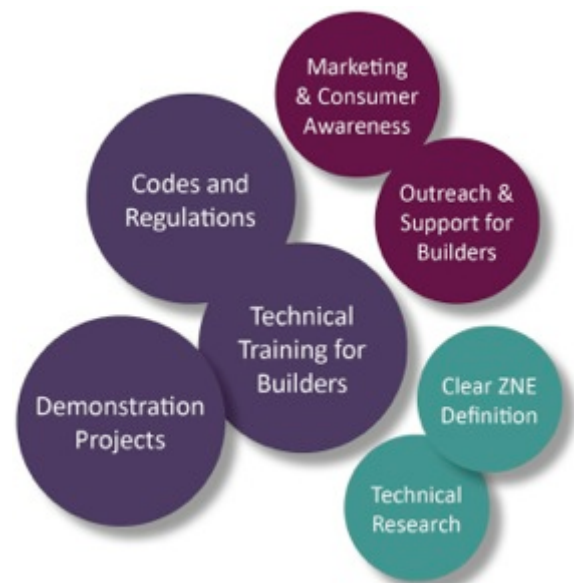 Marketing
& Consumer
Awareness
Codes and
Regulations
Outreach &
Support for
Builders
Technical
Training for
Builders
Demonstration
Projects
Clear ZNE
Definition
Technical
Research